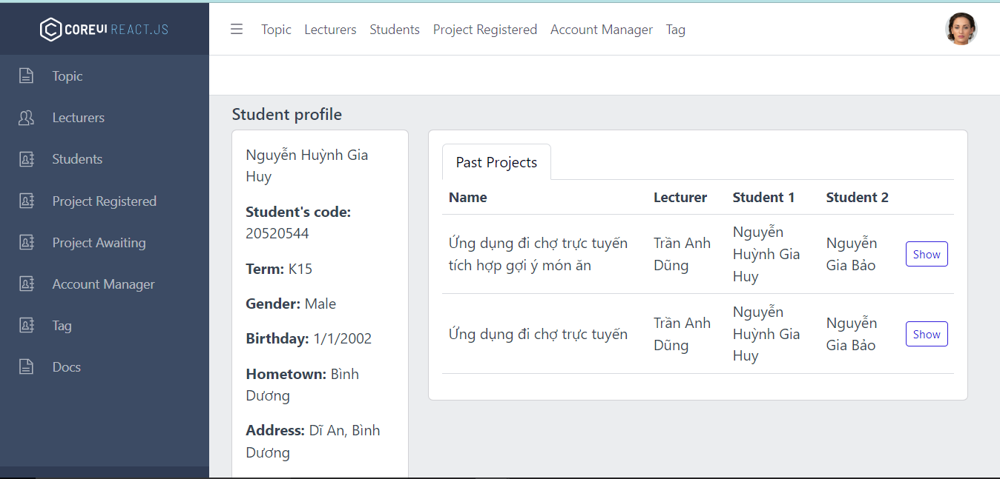 COREUI REACT.JS
Topic
Lecturers
Students
Project Registered
Project Awaiting
Account Manager
Tag
Docs
Topic Lecturers Students Project Registered Account Manager Tag
Student profile
Nguyễn Huỳnh Gia
Huy
Student's code:
20520544
Term: K15
Gender: Male
Birthday: 1/1/2002
Hometown: Bình
Dương
Address: Dĩ An, Bình
Dương
Past Projects
Name Lecturer Student 1 Student 2
Ứng dụng đi chợ trực tuyến
tích hợp gợi ý món ăn
Trần Anh
Dũng
Nguyễn
Huỳnh Gia
Huy
Nguyễn
Gia Bảo
Show
Ứng dụng đi chợ trực tuyến
Trần Anh
Dũng
Nguyễn
Huỳnh Gia
Huy
Nguyễn
Gia Bảo
Show